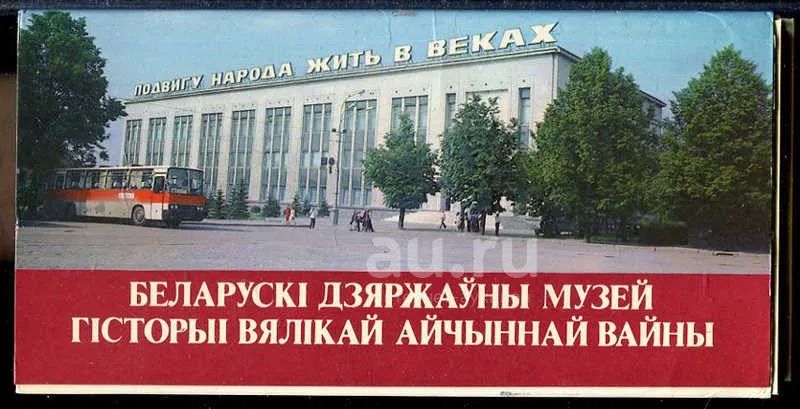 ПОДВИГУ НАРОДА ЖИТЬ В ВЕКАХ
au.ru
БЕЛАРУСКІ ДЗЯРЖАЎНЫ МУЗЕЙ
ГІСТОРЫІ ВЯЛІКАЙ АЙЧЫННАЙ ВАЙНЫ